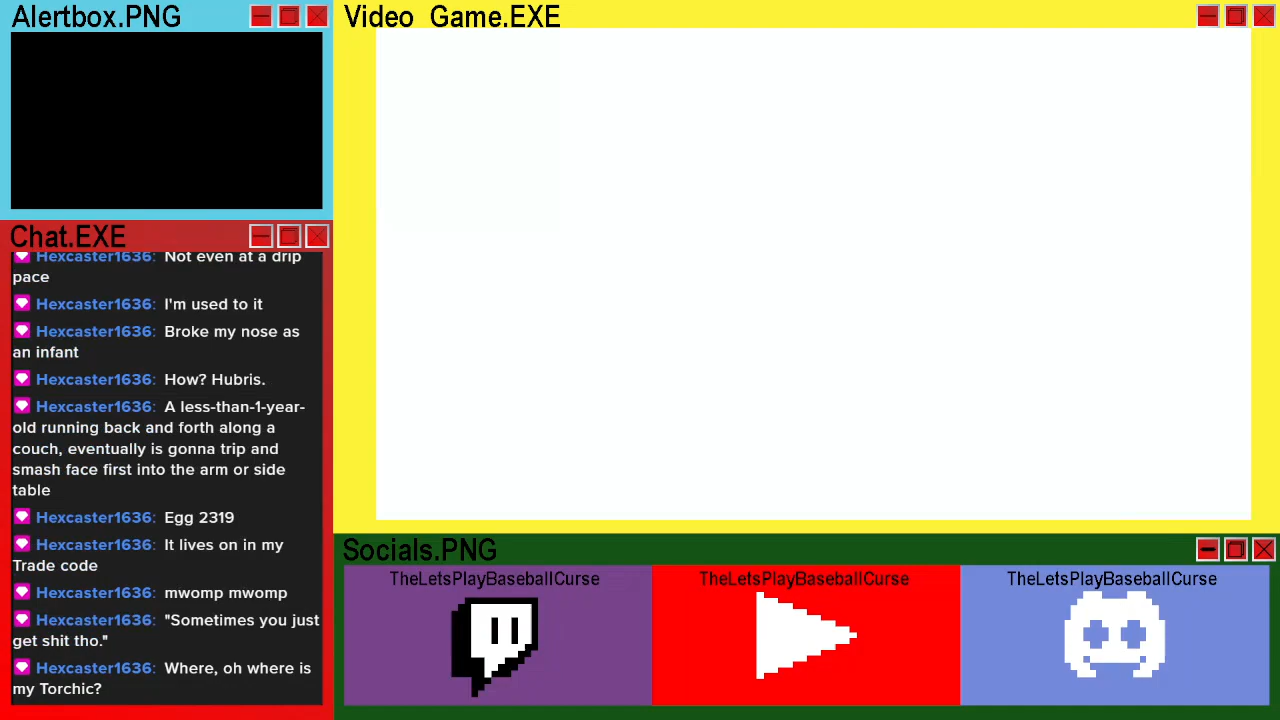 Alertbox.PNG
Video Game.EXE
Chat.EXE
Hexcaster1636: Not even at a drip
pace
Hexcaster1636: I'm used to it
Hexcaster1636: Broke my nose as
an infant
Hexcaster1636: How? Hubris.
Hexcaster1636: A less-than-1-year-
old running back and forth along a
couch, eventually is gonna trip and
smash face first into the arm or side
table
Hexcaster1636: Egg 2319
Hexcaster1636: It lives on in my
Trade code
Hexcaster1636: mwomp mwomp
Hexcaster1636: "Sometimes you just
get shit tho."
Hexcaster1636: Where, oh where is
my Torchic?
Socials.PNG
TheLetsPlayBaseballCurse
TheLetsPlayBaseballCurse
TheLetsPlayBaseballCurse